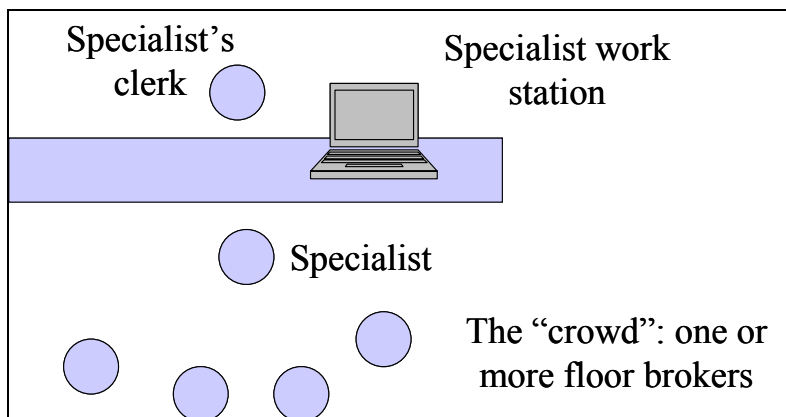 Specialist’s
clerk
Specialist work
station
Specialist
The “crowd”: one or
more floor brokers